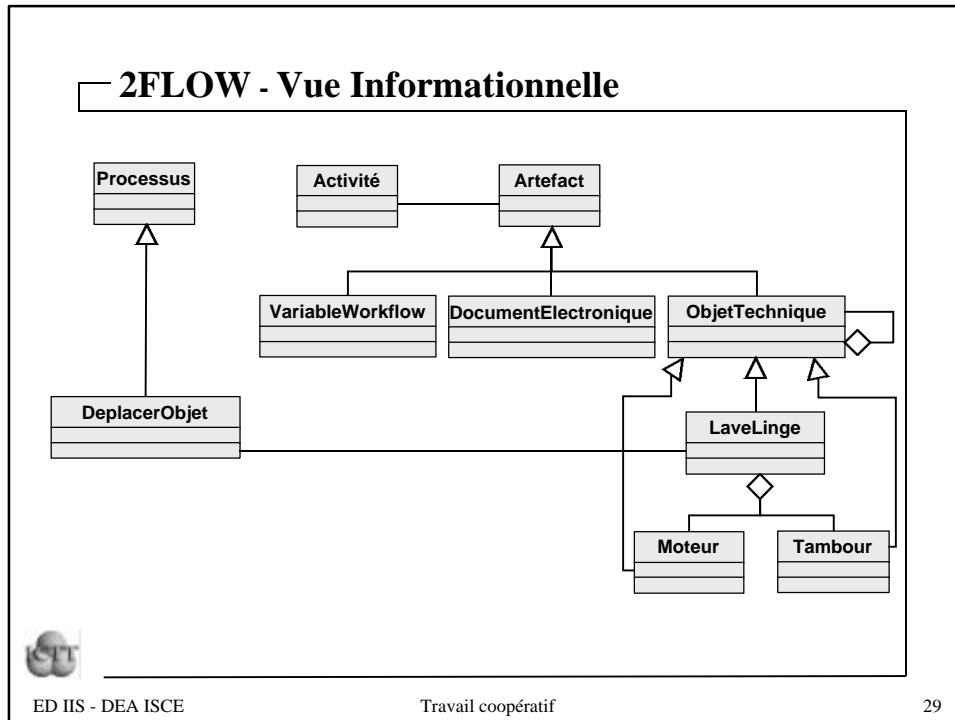 2FLOW - Vue Informationnelle
Processus
Activité
Artefact
VariableWorkflow
DocumentElectronique
ObjetTechnique
DeplacerObjet
LaveLinge
Moteur
Tambour
ICTT
ED IIS - DEA ISCE
Travail coopératif
29